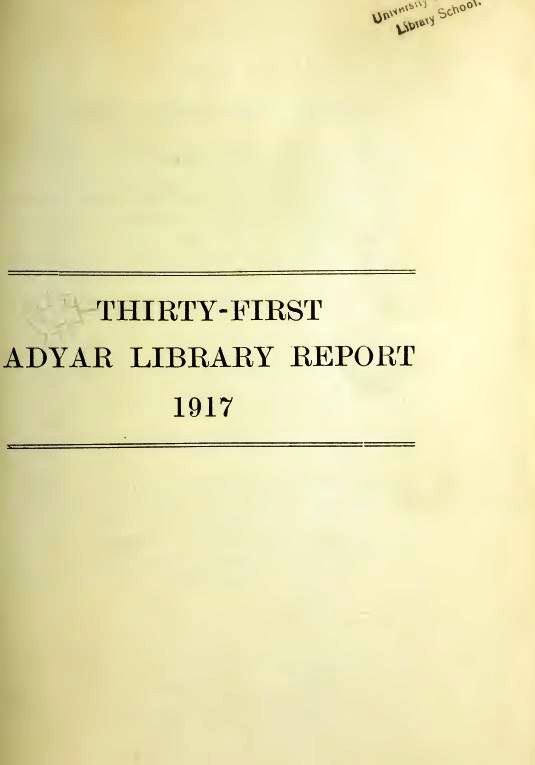 University
Library School.
THIRTY-FIRST
ADYAR LIBRARY REPORT
1917